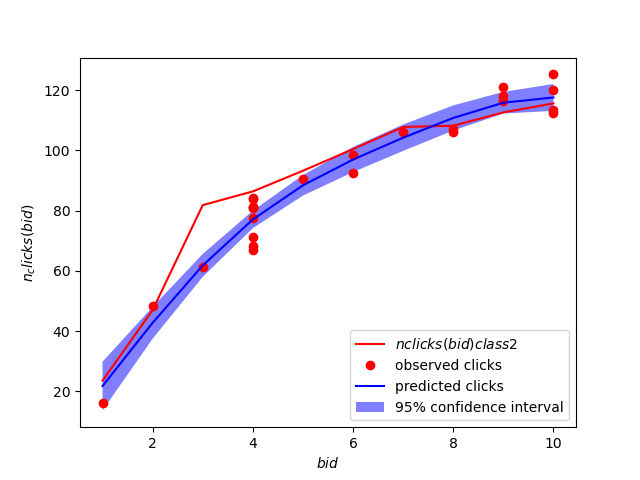 120
100
80
60
40
20
n_clicks(bid)
nclicks(bid)class2
observed clicks
predicted clicks
95% confidence interval
2 4 6 8 10
bid